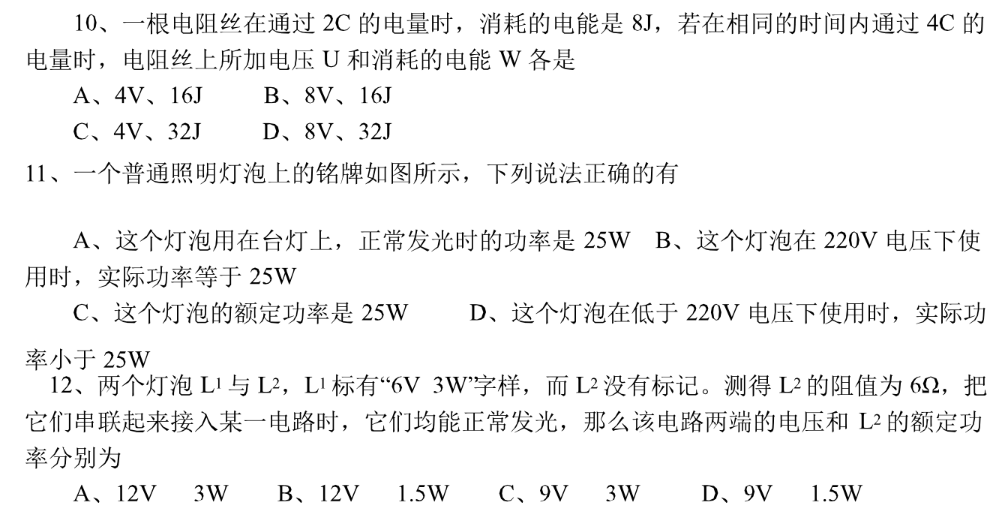 10、一根电阻丝在通过 2C 的电量时，消耗的电能是 8J，若在相同的时间内通过 4C 的
电量时，电阻丝上所加电压 U 和消耗的电能 W 各是
A、4V、16J B、8V、16J
C、4V、32J D、8V、32J
11、一个普通照明灯泡上的铭牌如图所示，下列说法正确的有
A、这个灯泡用在台灯上，正常发光时的功率是 25W B、这个灯泡在 220V 电压下使
用时，实际功率等于 25W
C、这个灯泡的额定功率是 25W D、这个灯泡在低于 220V 电压下使用时，实际功
率小于 25W
12、两个灯泡 L1 与 L2，L1 标有“6V 3W”字样，而 L2 没有标记。测得 L2 的阻值为 6Ω，把
它们串联起来接入某一电路时，它们均能正常发光，那么该电路两端的电压和 L2 的额定功
率分别为
A、12V 3W B、12V 1.5W C、9V 3W D、9V 1.5W